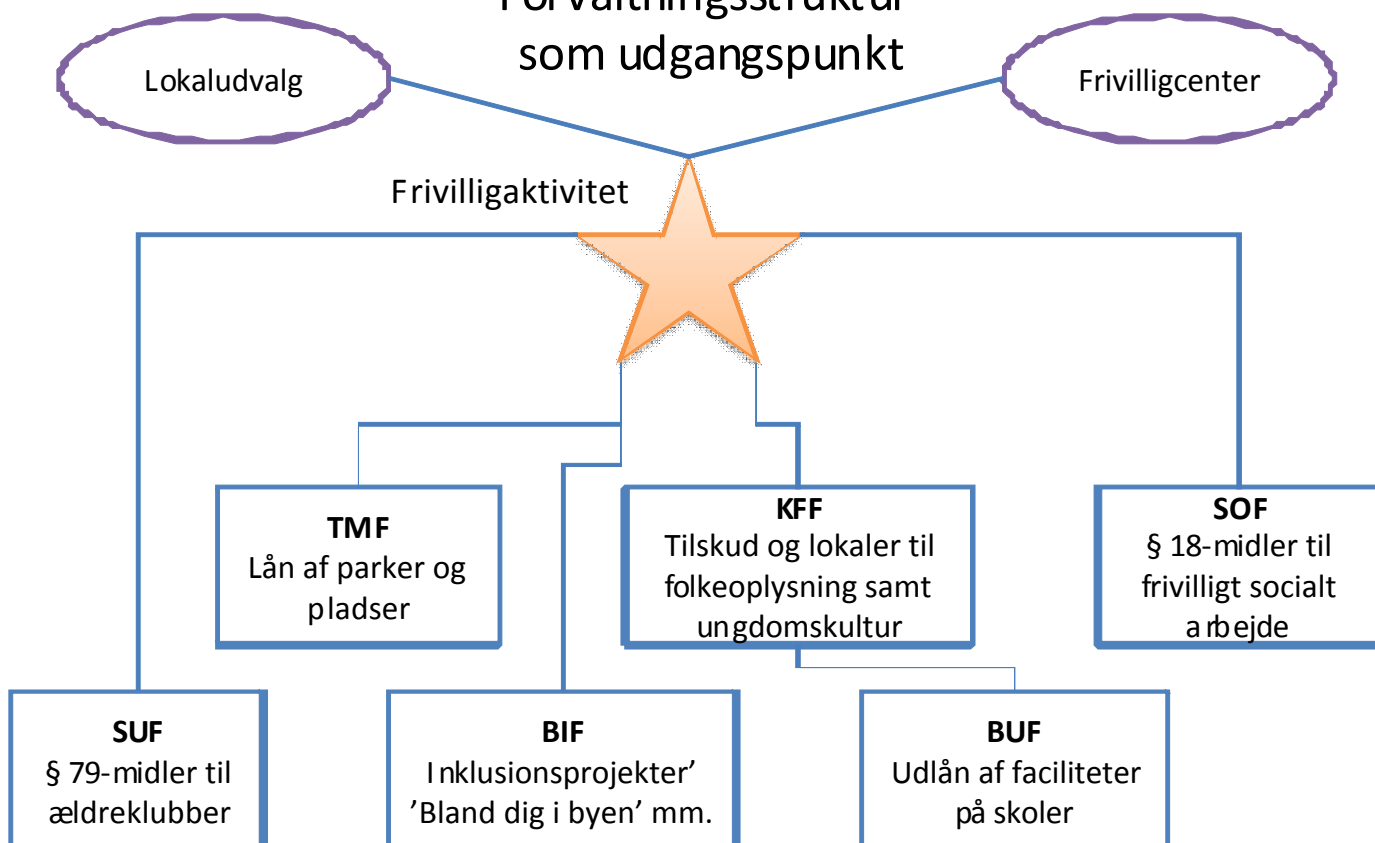 Forvaltningsstruktur
som udgangspunkt
Lokaludvalg
Frivilligcenter
Frivilligaktivitet
TMF
Lån af parker og
pladser
KFF
Tilskud og lokaler til
folkeoplysning samt
ungdomskultur
SOF
§ 18-midler til
frivilligt socialt
arbejde
SUF
§ 79-midler til
ældreklubber
BIF
Inklusionsprojekter’
’Bland dig i byen’ mm.
BUF
Udlån af faciliteter
på skoler